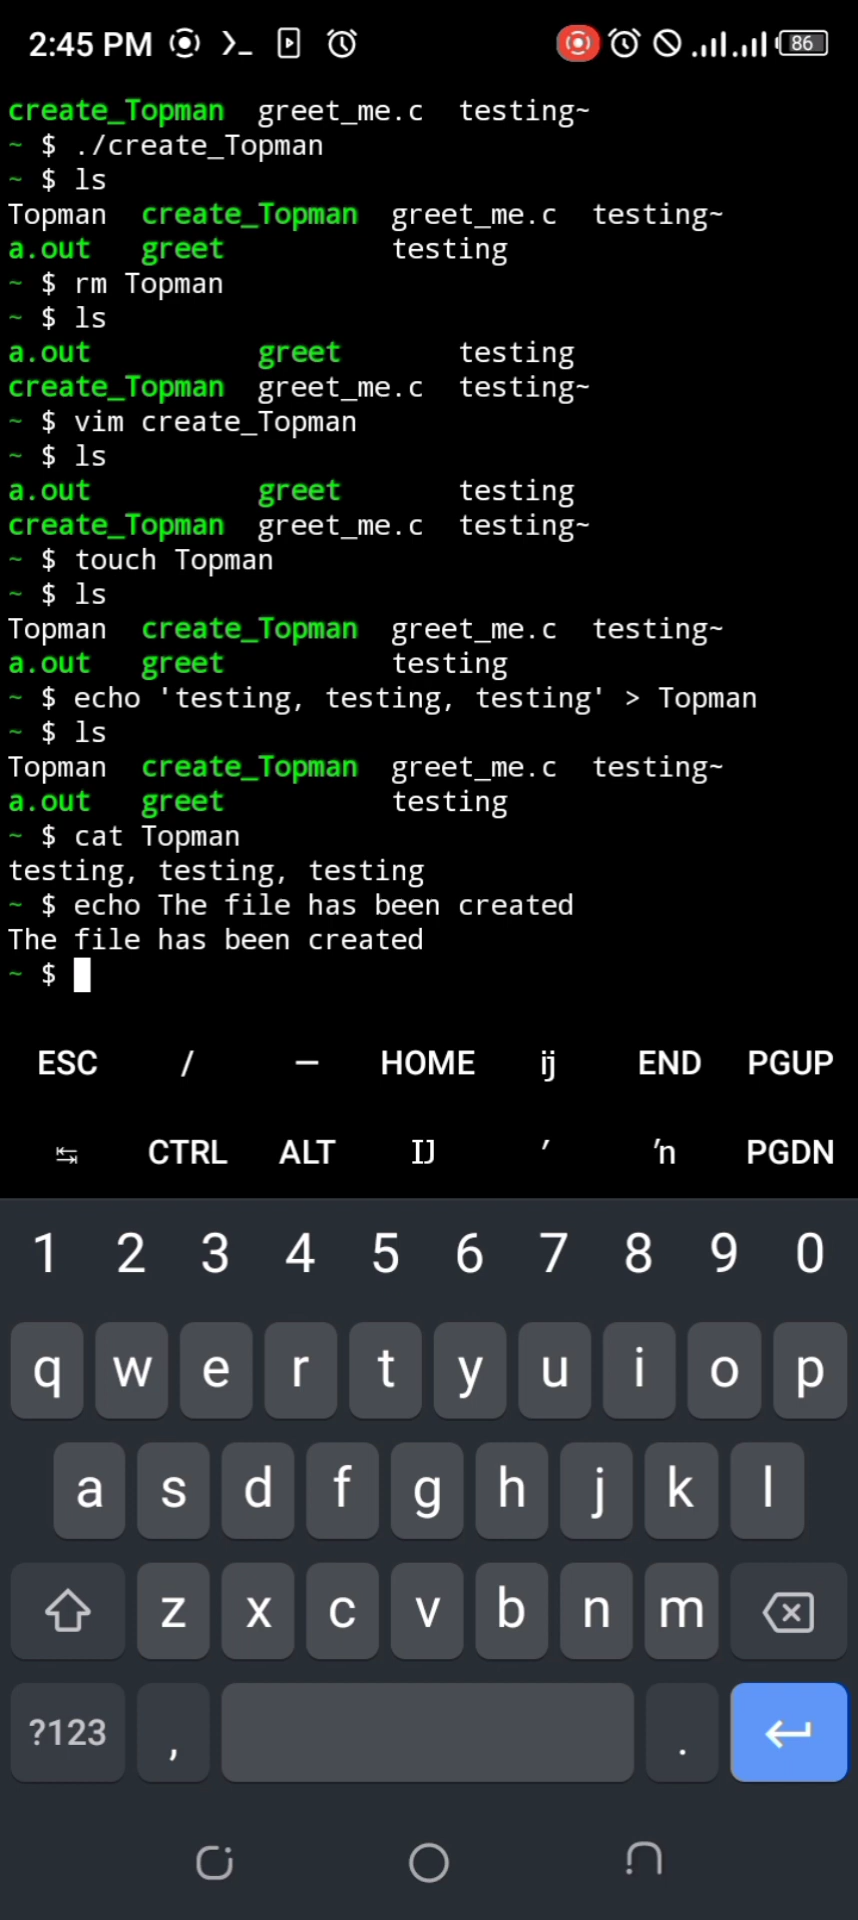 2:45 PM 86
create_Topman  greet_me.c  testing~
~ $ ./create_Topman
~ $ ls
Topman  create_Topman  greet_me.c  testing~
a.out   greet          testing
~ $ rm Topman
~ $ ls
a.out          greet       testing
create_Topman  greet_me.c  testing~
~ $ vim create_Topman
~ $ ls
a.out          greet       testing
create_Topman  greet_me.c  testing~
~ $ touch Topman
~ $ ls
Topman  create_Topman  greet_me.c  testing~
a.out   greet          testing
~ $ echo 'testing, testing, testing' > Topman
~ $ ls
Topman  create_Topman  greet_me.c  testing~
a.out   greet          testing
~ $ cat Topman
testing, testing, testing
~ $ echo The file has been created
The file has been created
~ $
ESC / — HOME ĳ END PGUP
↹ CTRL ALT Ĳ ′ ŉ PGDN
1 2 3 4 5 6 7 8 9 0
q w e r t y u i o p
a s d f g h j k l
z x c v b n m
?123 , .